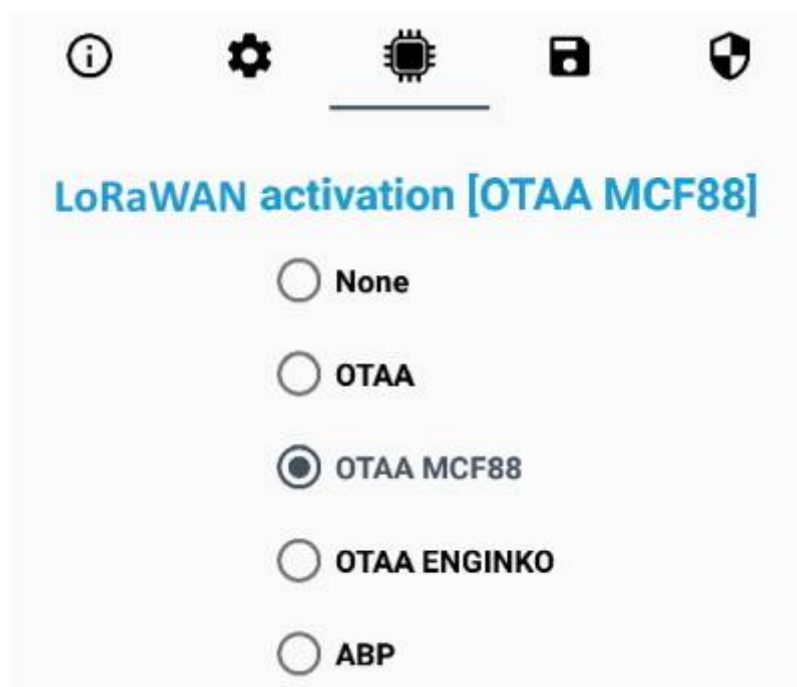 LoRaWAN activation [OTAA MCF88]
None
OTAA
OTAA MCF88
OTAA ENGINKO
ABP